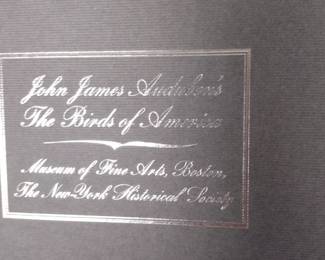 John James Audubon's
The Birds of America
Museum of Fine Arts, Boston,
The New-York Historical Society